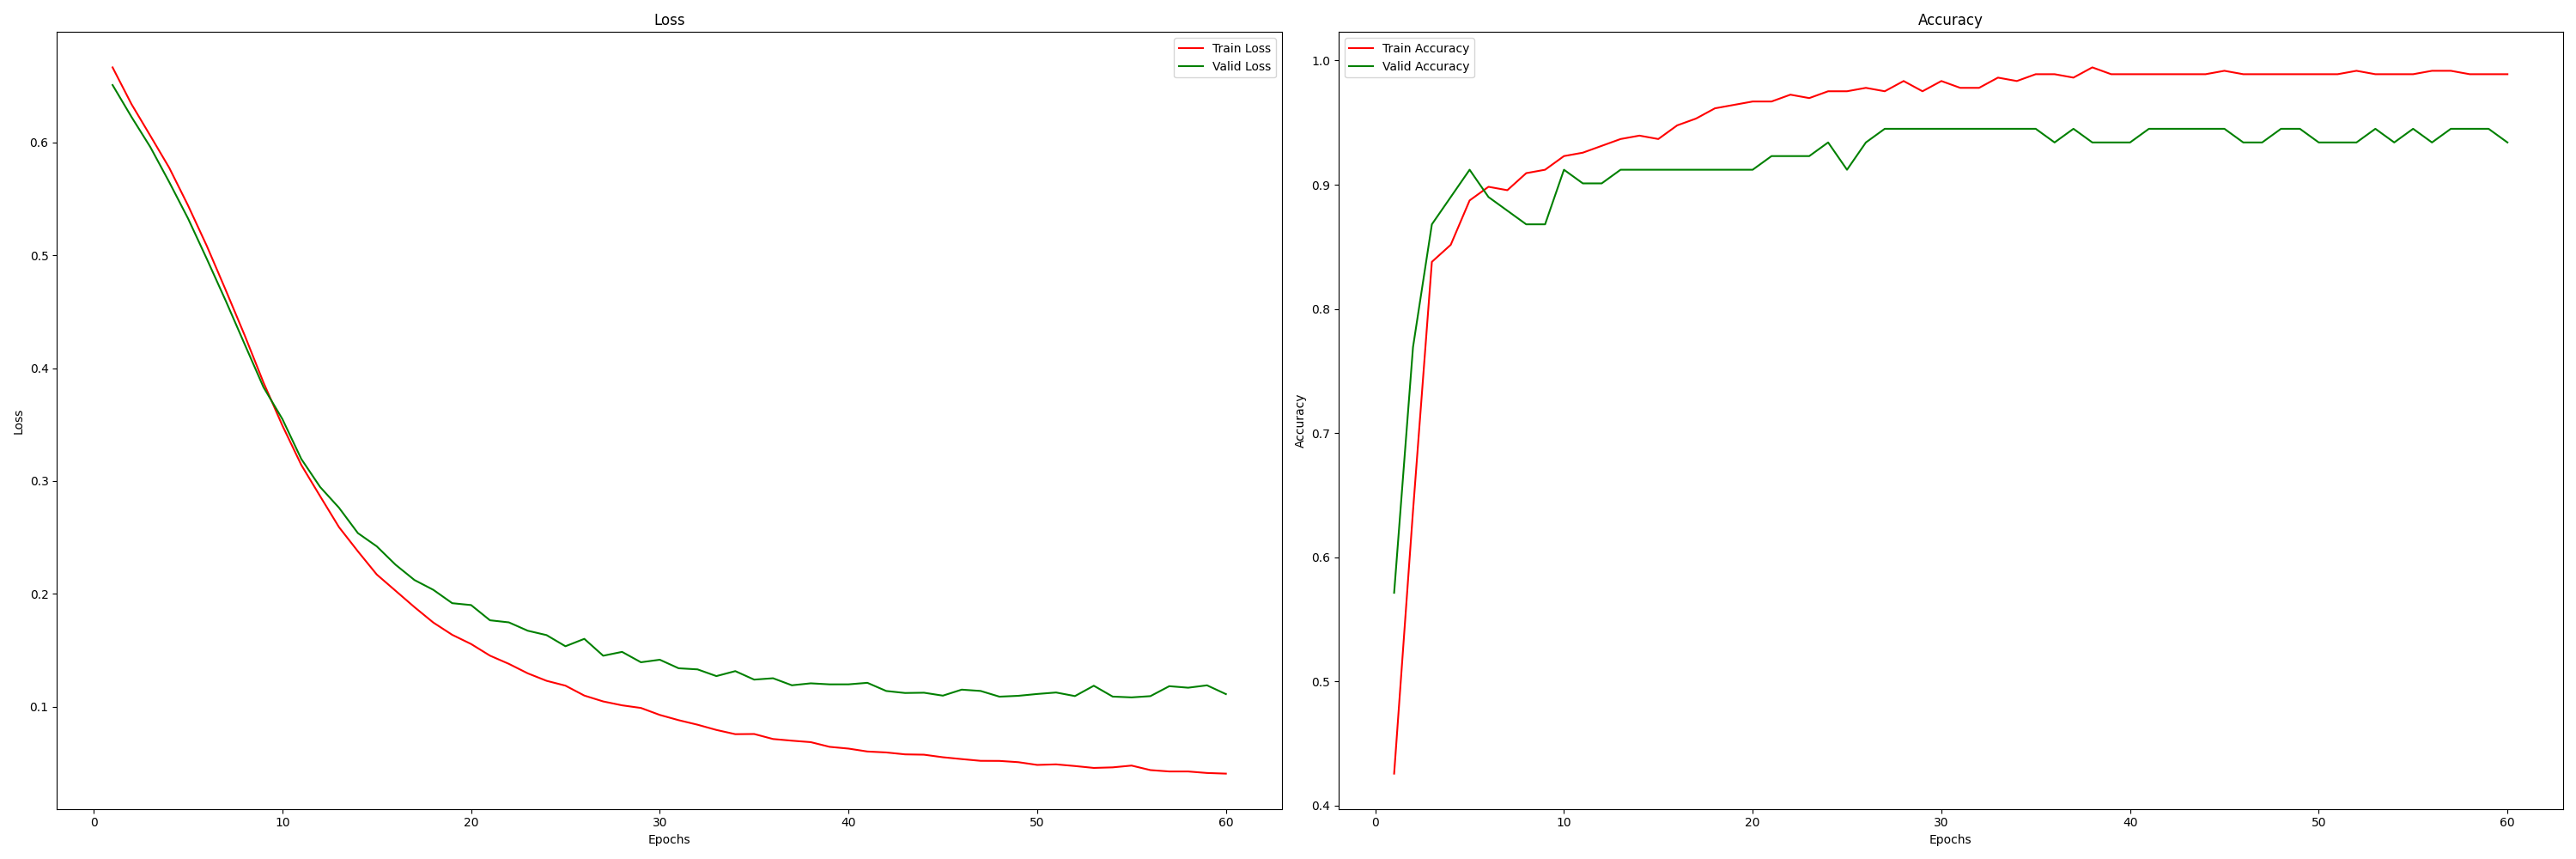 Loss
Train Loss
Valid Loss
0.6
0.5
0.4
0.3
0.2
0.1
Loss
0 10 20 30 40 50 60
Epochs
Accuracy
Train Accuracy
Valid Accuracy
1.0
0.9
0.8
0.7
0.6
0.5
0.4
Accuracy
0 10 20 30 40 50 60
Epochs